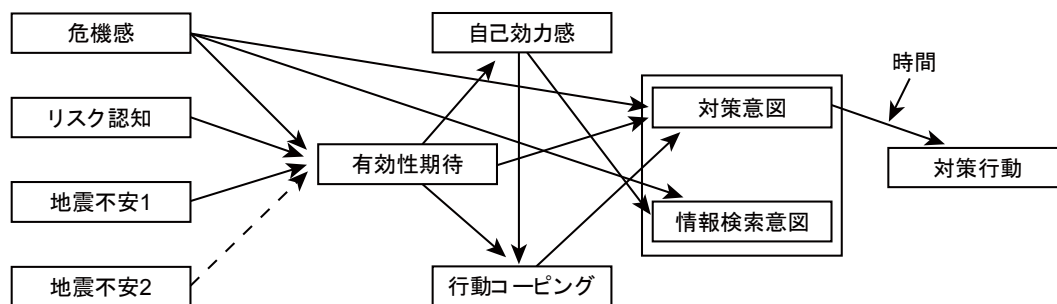 危機感
自己効力感
時間
リスク認知
対策意図
有効性期待
対策行動
地震不安1
情報検索意図
地震不安2
行動コーピング